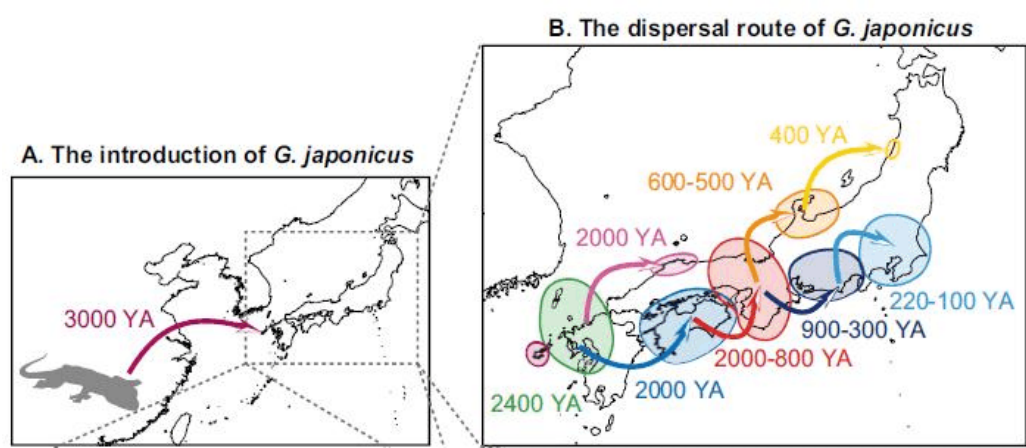 B. The dispersal route of G. japonicus
A. The introduction of G. japonicus
3000 YA
400 YA
600-500 YA
2000 YA
220-100 YA
900-300 YA
2000-800 YA
2000 YA
2400 YA